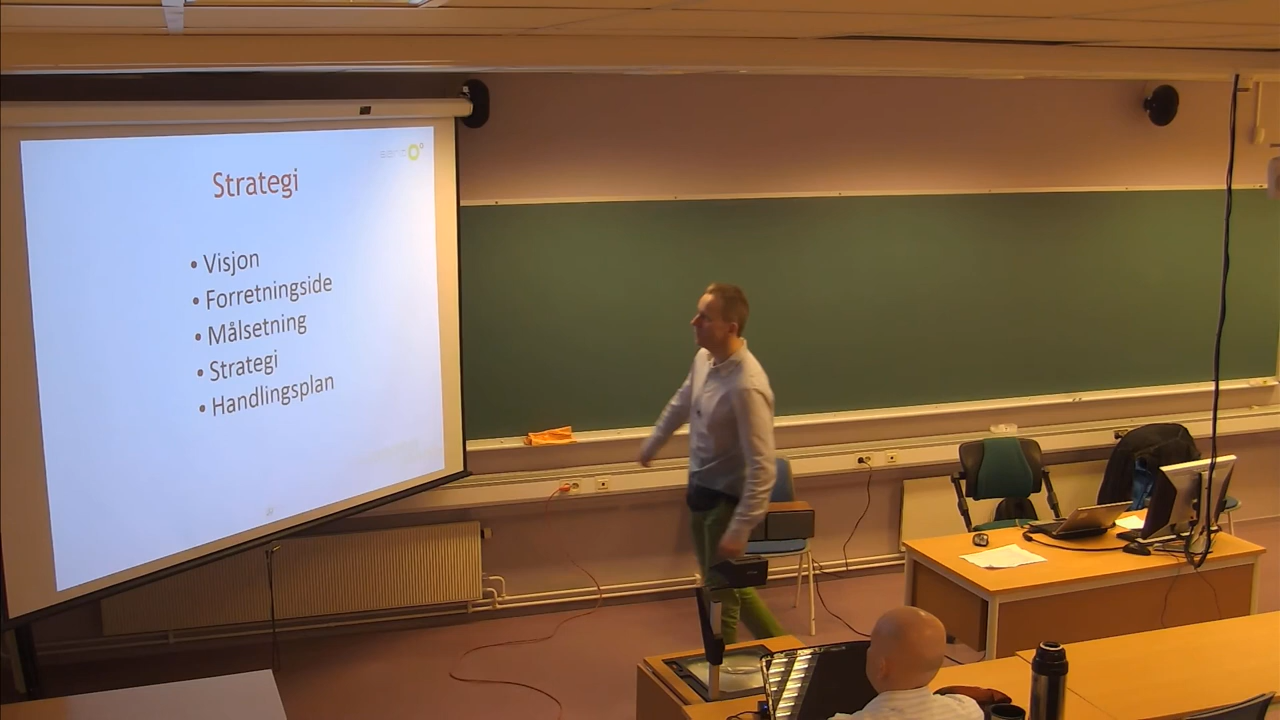 Strategi
• Visjon
• Forretningside
• Målsetning
• Strategi
• Handlingsplan